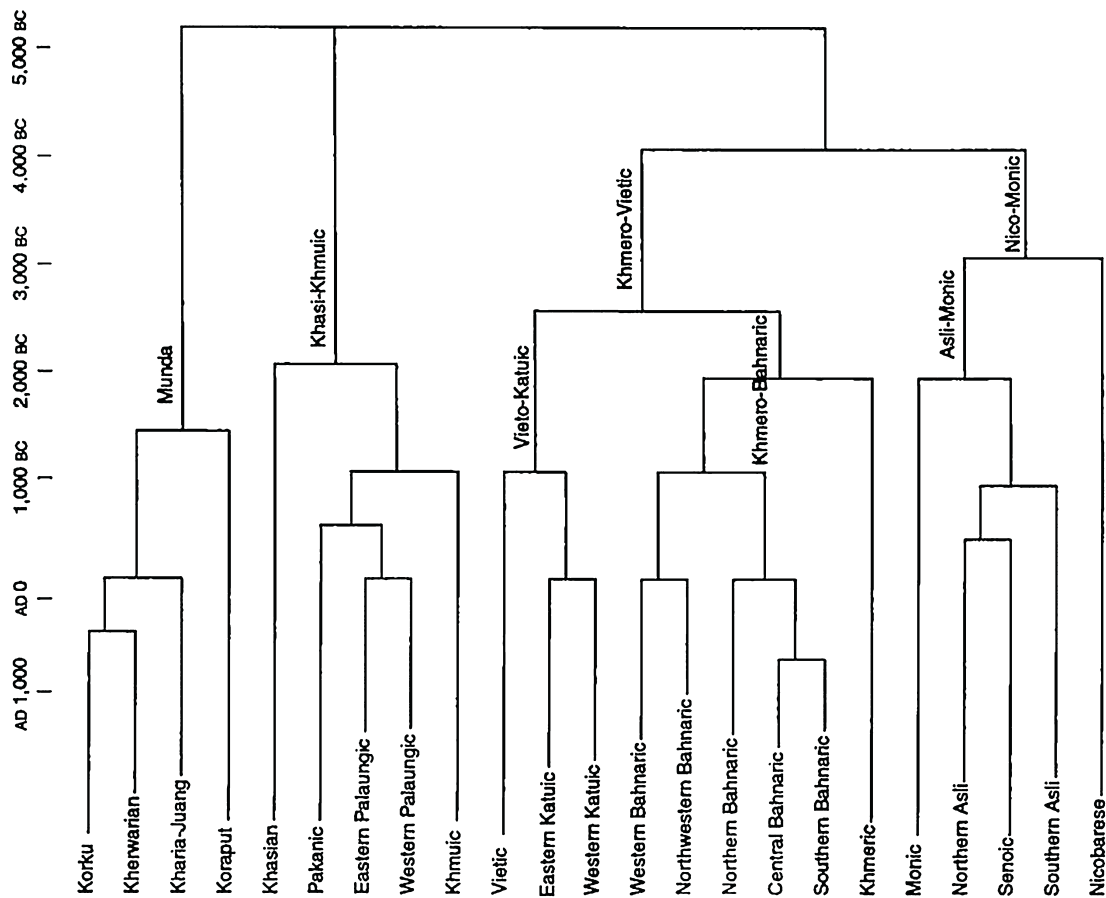 5,000 BC
4,000 BC
3,000 BC
2,000 BC
1,000 BC
AD 0
AD 1,000
Munda
Khasi-Khmuic
Khmero-Vietic
Nico-Monic
Vieto-Katuic
Khmero-Bahnaric
Asli-Monic
Korku
Kherwarian
Kharia-Juang
Koraput
Khasian
Pakanic
Eastern Palaungic
Western Palaungic
Khmuic
Vietic
Eastern Katuic
Western Katuic
Western Bahnaric
Northwestern Bahnaric
Northern Bahnaric
Central Bahnaric
Southern Bahnaric
Khmeric
Monic
Northern Asli
Senoic
Southern Asli
Nicobarese